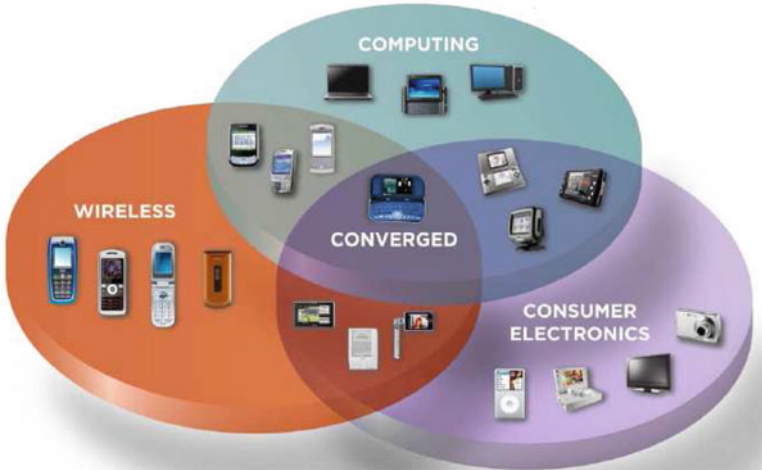 COMPUTING
WIRELESS
CONVERGED
CONSUMER
ELECTRONICS